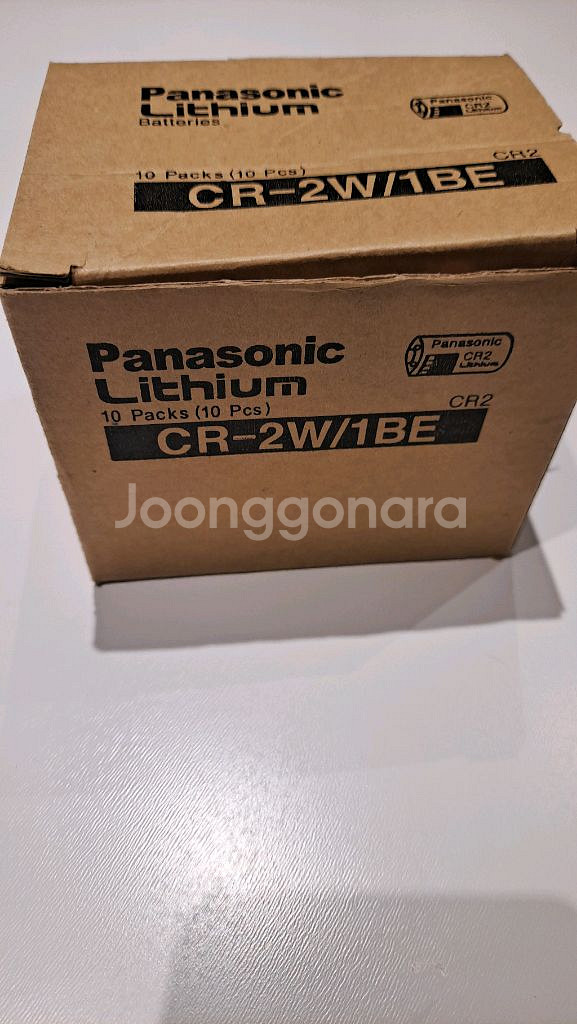 Panasonic
Lithium
Batteries
Panasonic
CR2
Lithium
10 Packs (10 Pcs)
CR2
CR-2W/1BE
Panasonic
Lithium
Panasonic
CR2
Lithium
10 Packs (10 Pcs)
CR2
CR-2W/1BE
Joonggonara